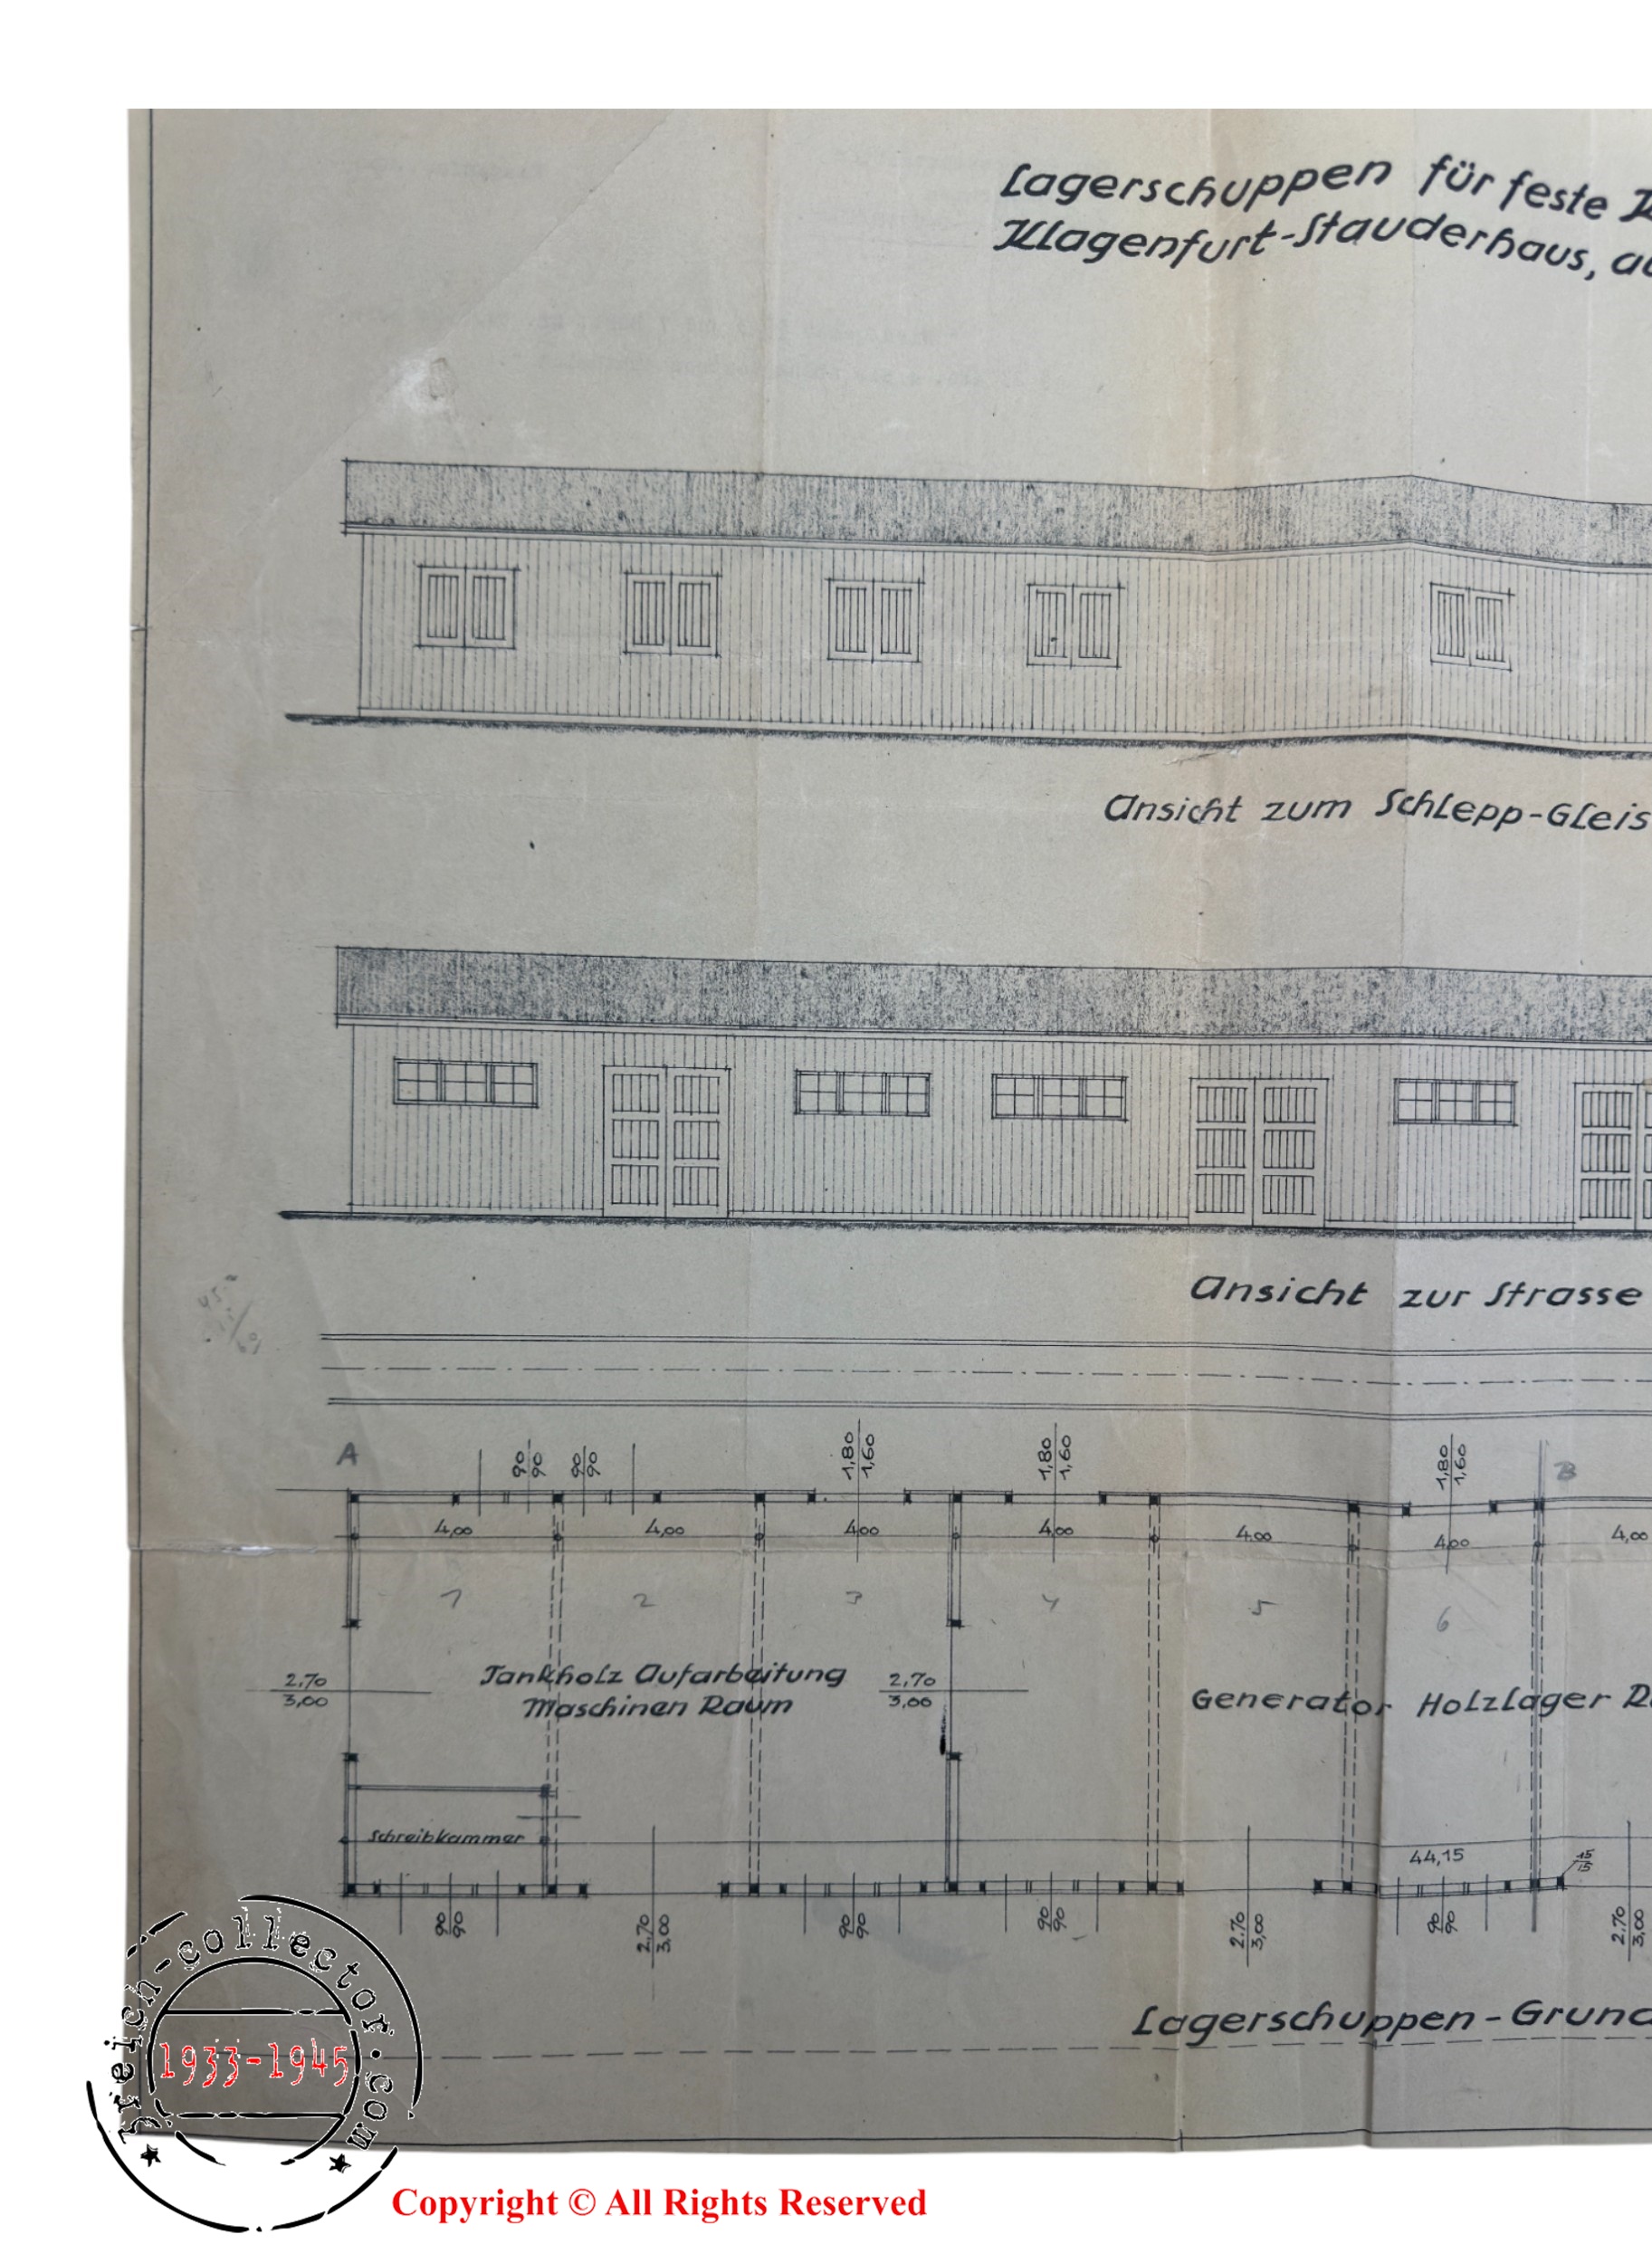 Lagerschuppen für feste
Klagenfurt-Stauderhaus,
Ansicht zum Schlepp-Gleis
Ansicht zur Strasse
A
90 90
90 90
1,80 1,60
1,80 1,60
1,80 1,60
B
4,00 4,00 4,00 4,00 4,00 4,00 4,00
1 2 3 4 5 6
2,70
3,00
Tankholz Aufarbeitung
Maschinen Raum
2,70
3,00
Generator Holzlager
Schreibkammer
44,15
15
15
90 90
2,70 3,00
90 90
90 90
2,70 3,00
90 90
2,70 3,00
Lagerschuppen-Grund
reich-collector.com
1933-1945
Copyright © All Rights Reserved